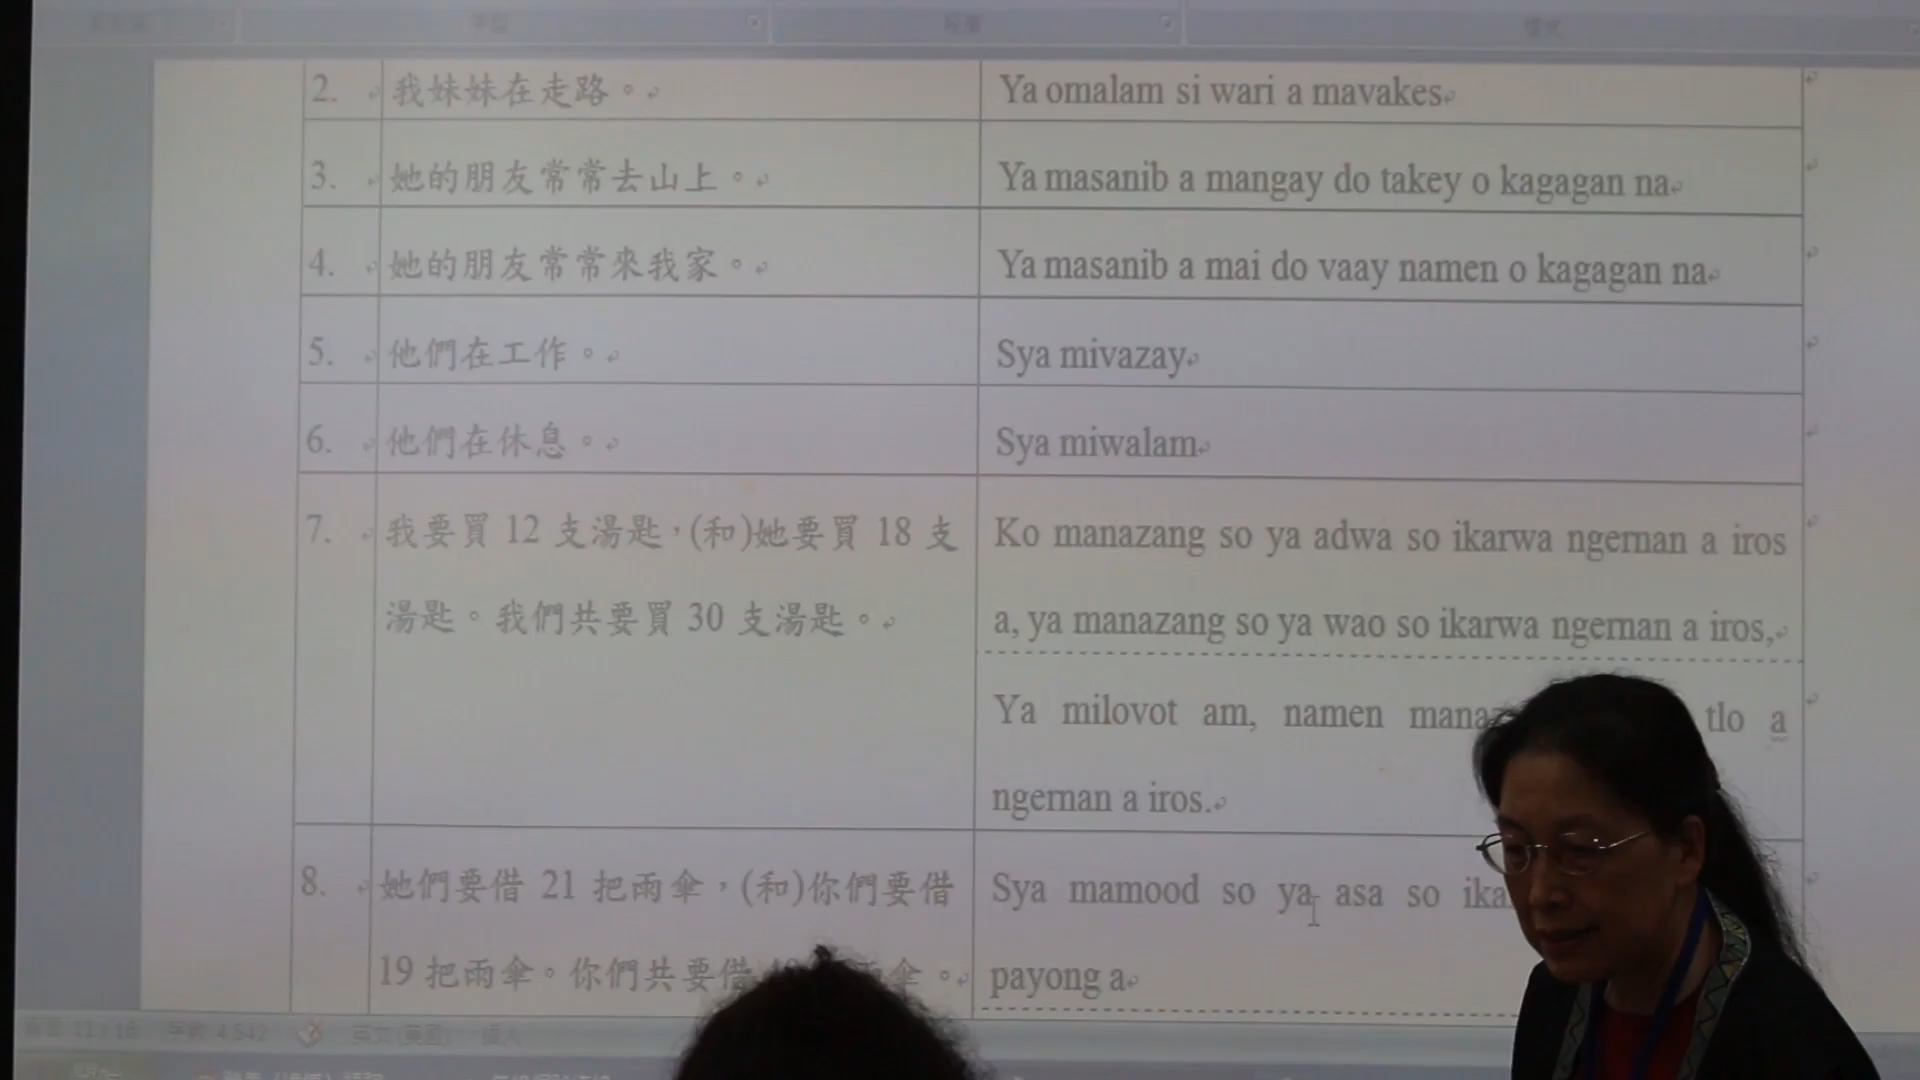 2. 我妹妹在走路。
Ya omalam si wari a mavakes
3. 她的朋友常常去山上。
Ya masanib a mangay do takey o kagagan na
4. 她的朋友常常來我家。
Ya masanib a mai do vaay namen o kagagan na
5. 他們在工作。
Sya mivazay
6. 他們在休息。
Sya miwalam
7. 我要買 12 支湯匙，(和)她要買 18 支
湯匙。我們共要買 30 支湯匙。
Ko manazang so ya adwa so ikarwa ngernan a iros
a, ya manazang so ya wao so ikarwa ngernan a iros,
Ya milovot am, namen tlo a
ngernan a iros.
8. 她們要借 21 把雨傘，(和)你們要借
19 把雨傘。你們共要借 傘。
Sya mamood so ya asa so
payong a